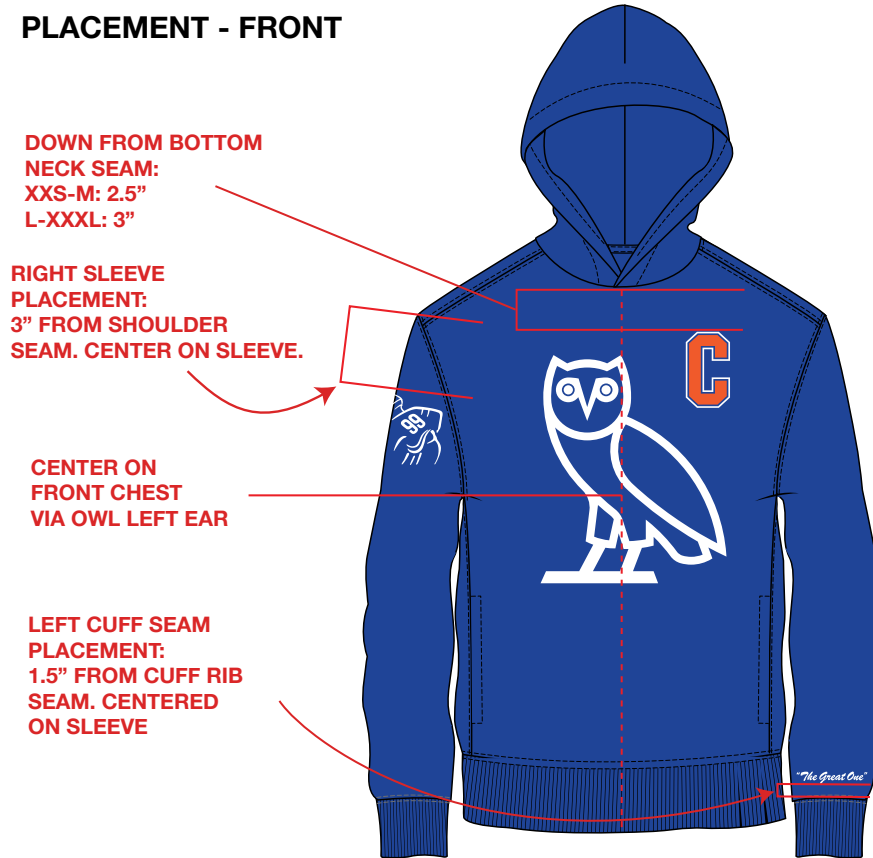 PLACEMENT - FRONT
DOWN FROM BOTTOM
NECK SEAM:
XXS-M: 2.5”
L-XXXL: 3”
RIGHT SLEEVE
PLACEMENT:
3” FROM SHOULDER
SEAM. CENTER ON SLEEVE.
C
99
CENTER ON
FRONT CHEST
VIA OWL LEFT EAR
LEFT CUFF SEAM
PLACEMENT:
1.5” FROM CUFF RIB
SEAM. CENTERED
ON SLEEVE
"The Great One"